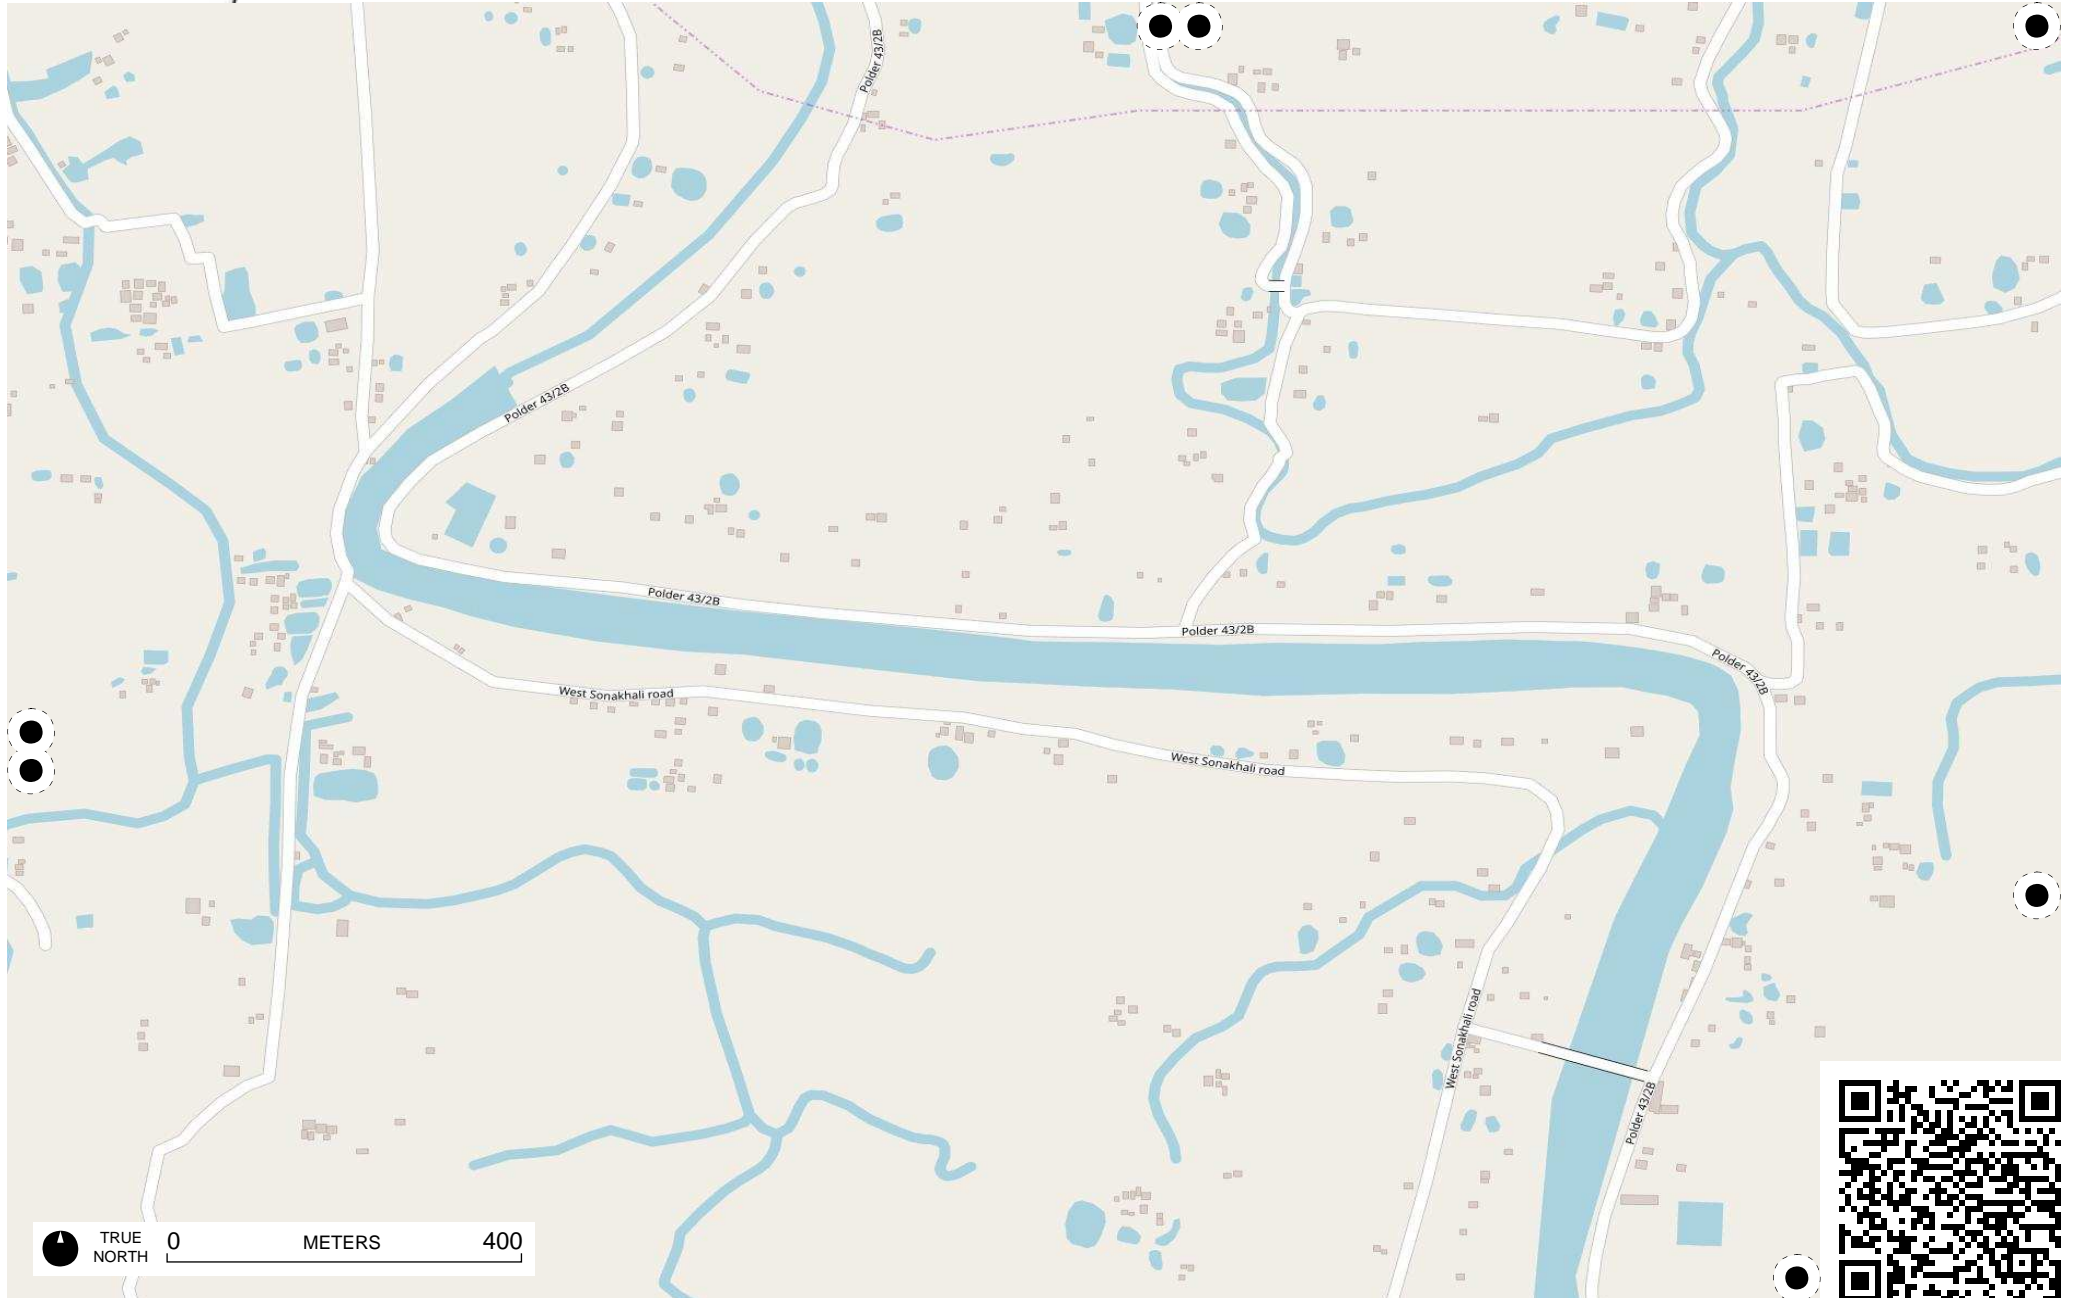 Polder 43/2B
Polder 43/2B
Polder 43/2B
Polder 43/2B
Polder 43/2B
West Sonakhali road
West Sonakhali road
West Sonakhali road
Polder 43/2B
TRUE
NORTH
0 METERS 400